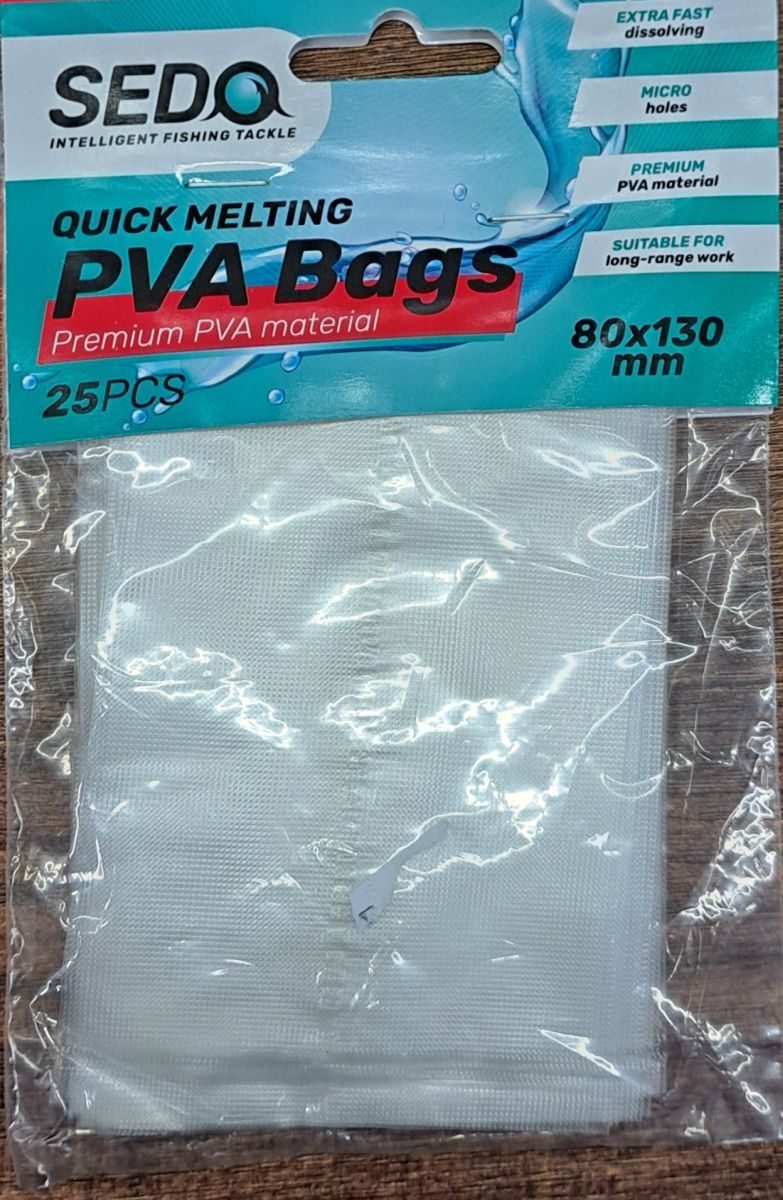 SEDO
INTELLIGENT FISHING TACKLE
QUICK MELTING
PVA Bags
Premium PVA material
25PCS
EXTRA FAST
dissolving
MICRO
holes
PREMIUM
PVA material
SUITABLE FOR
long-range work
80x130
mm